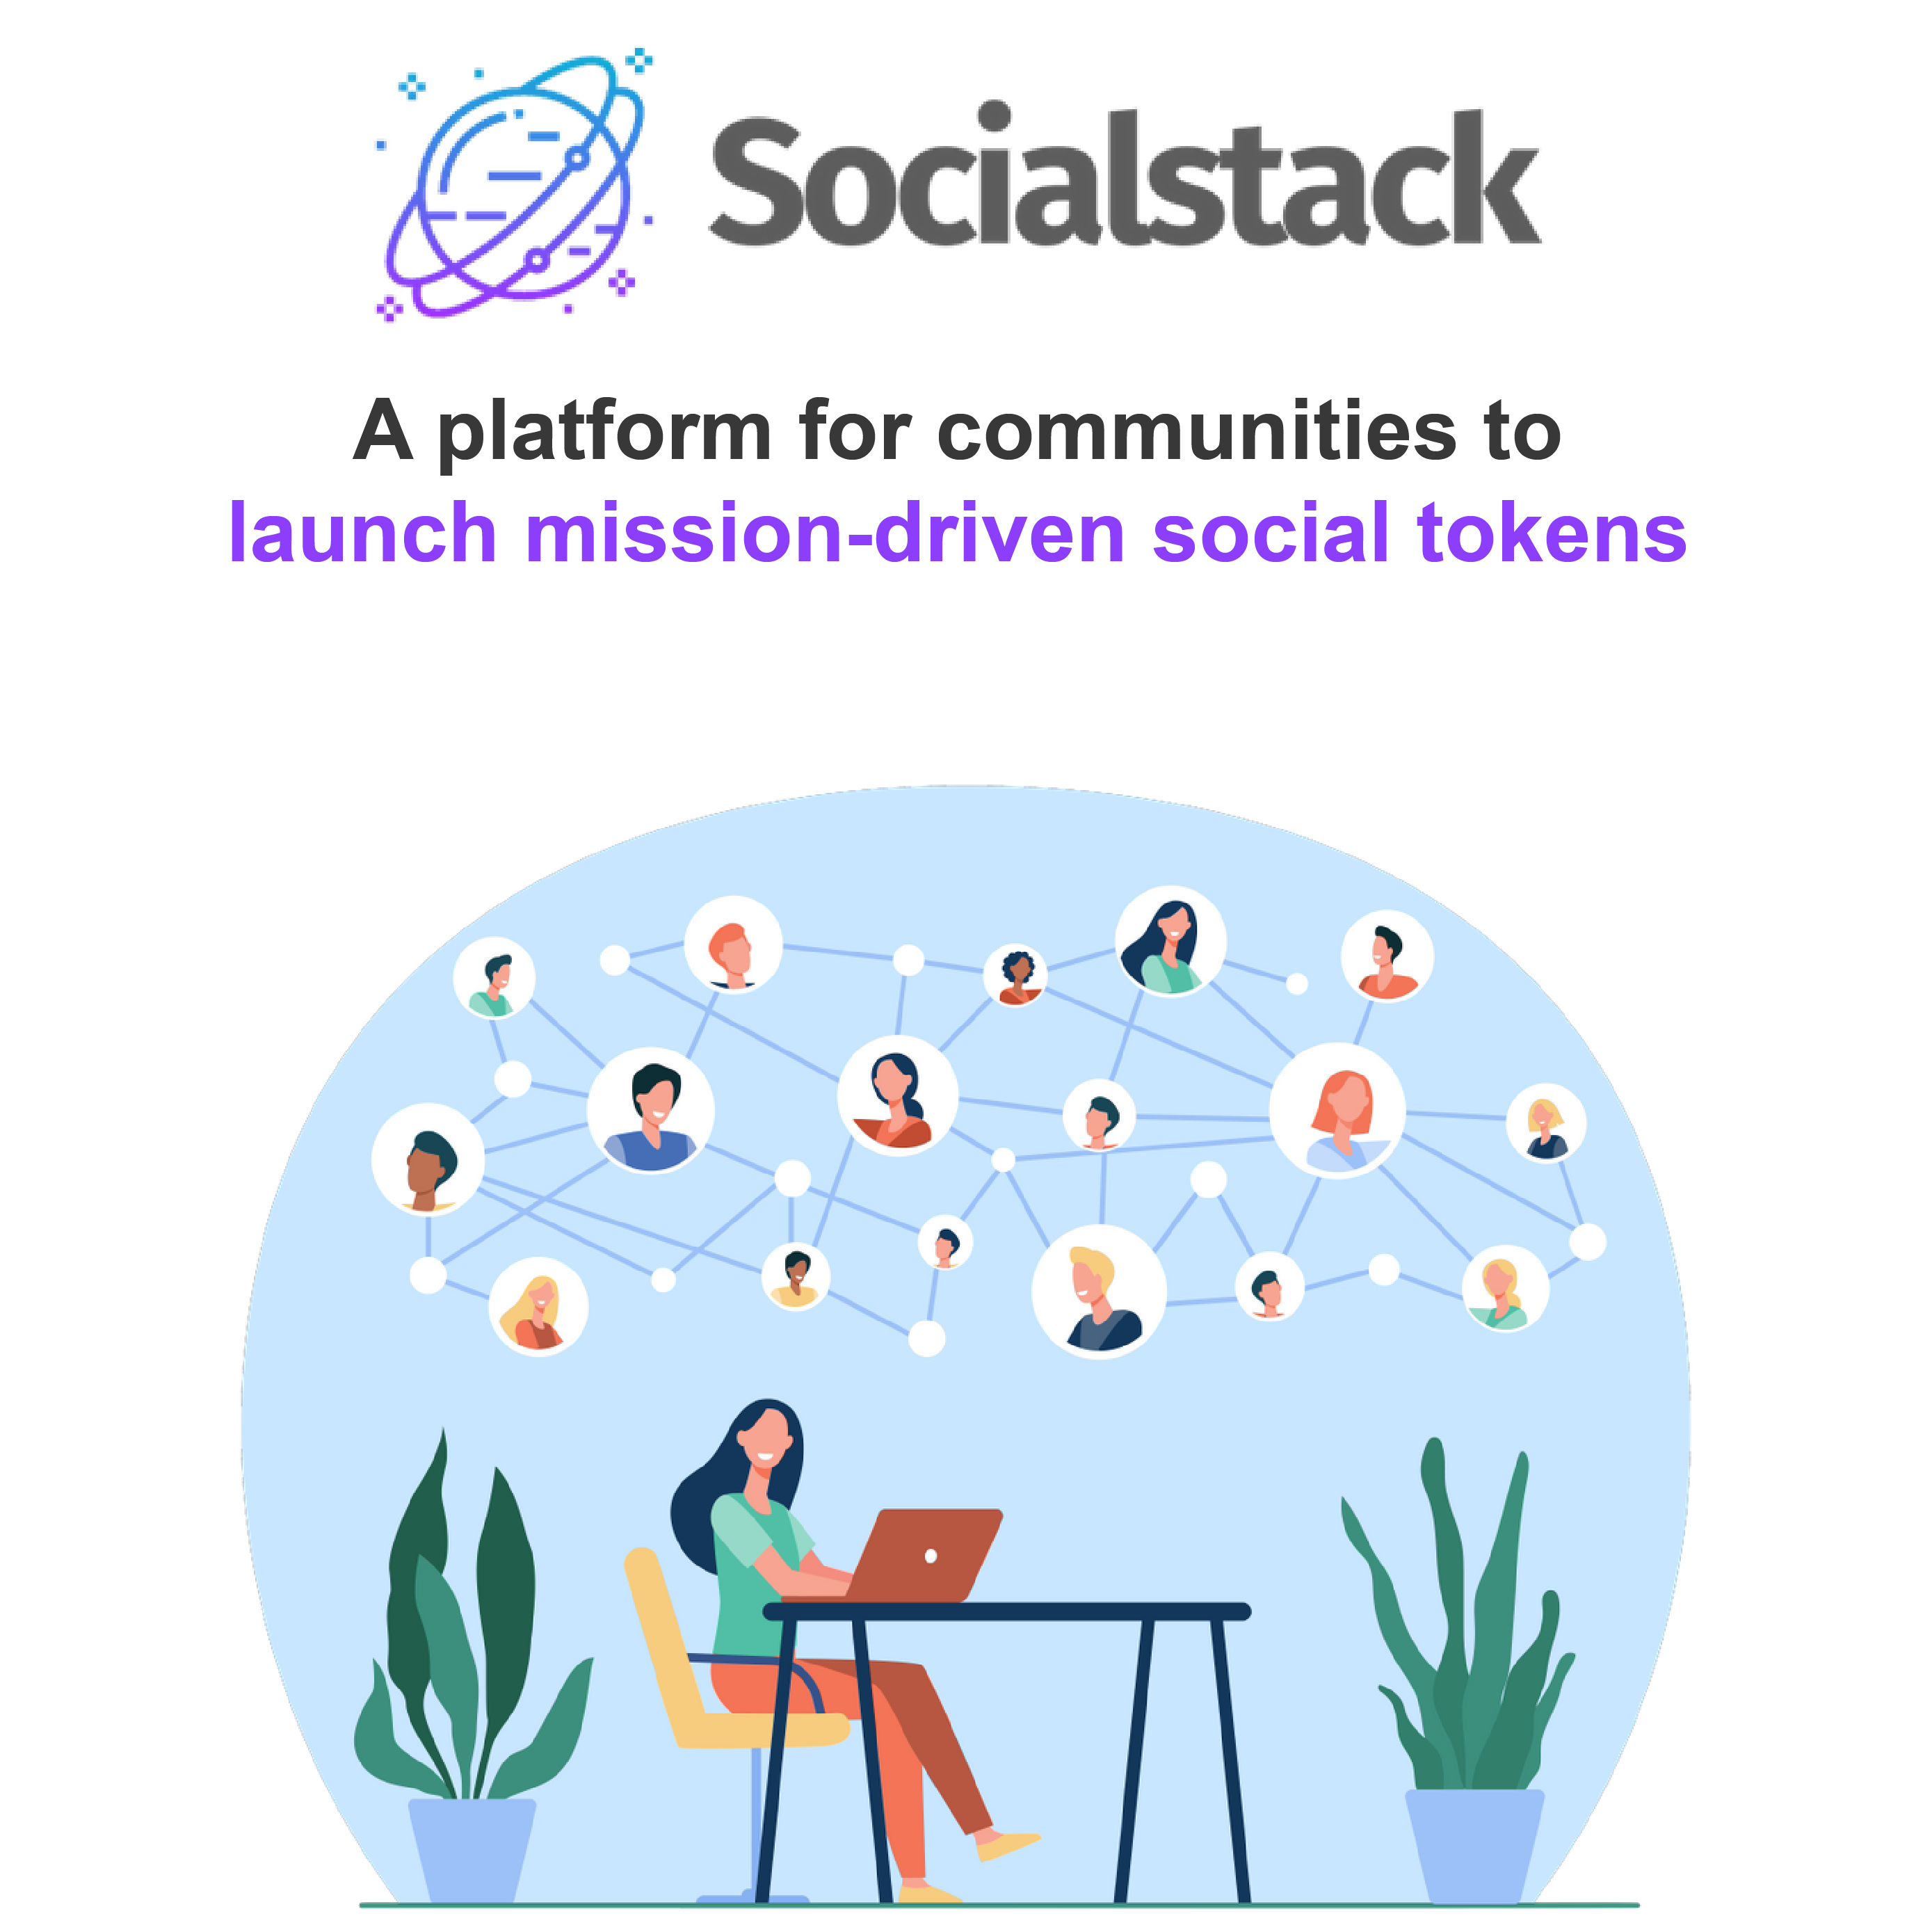 Socialstack
A platform for communities to
launch mission-driven social tokens